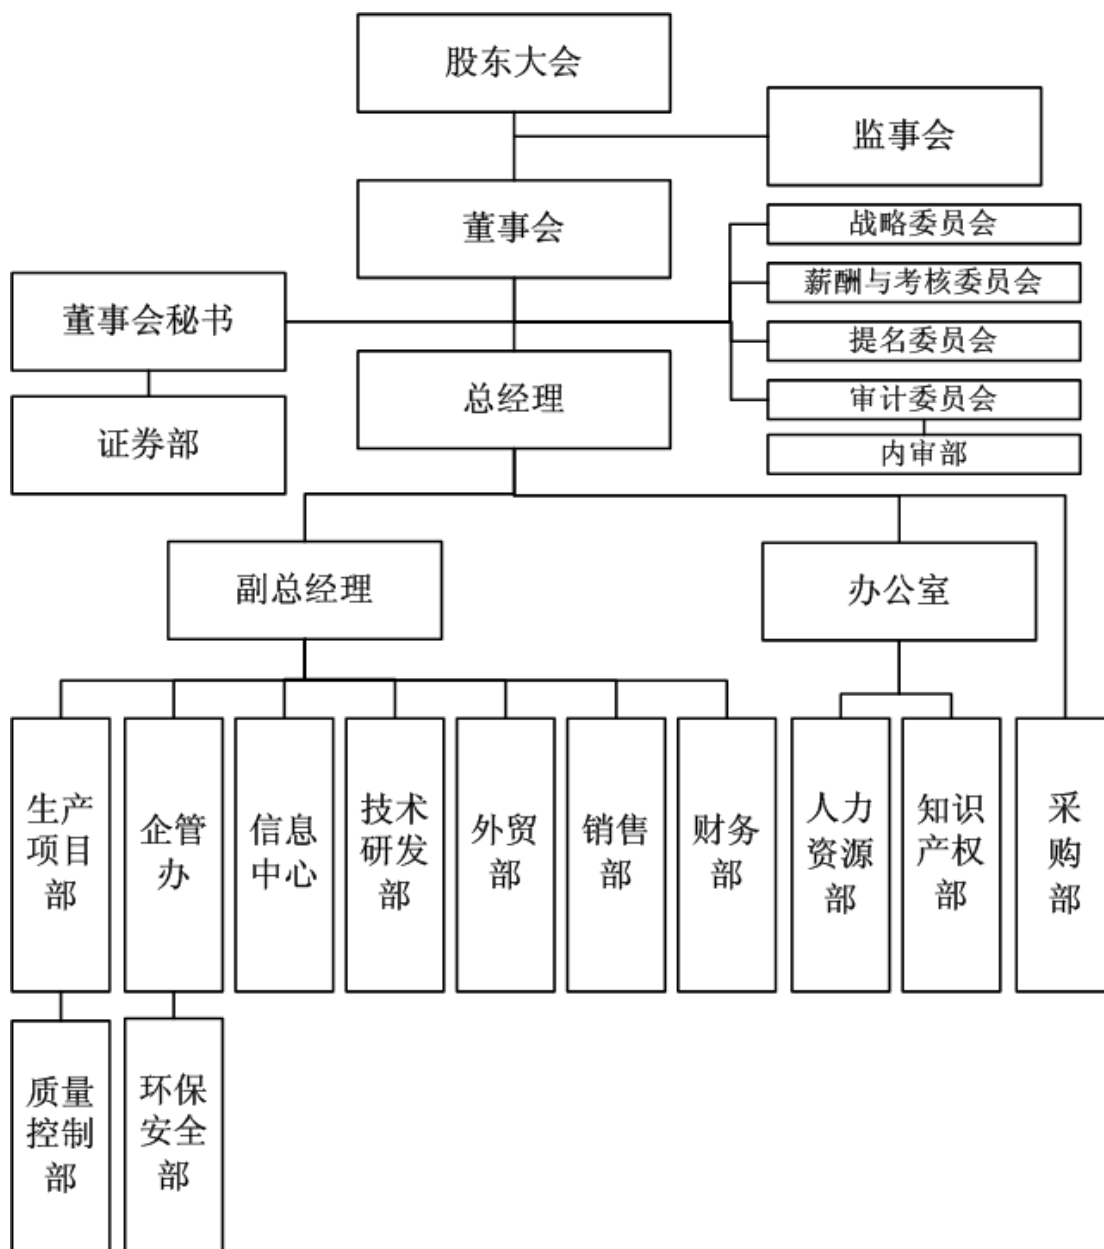 股东大会
监事会
董事会
战略委员会
薪酬与考核委员会
提名委员会
审计委员会
内审部
董事会秘书
证券部
总经理
副总经理
办公室
生产
项目
部
企管
办
信息
中心
技术
研发
部
外贸
部
销售
部
财务
部
人力
资源
部
知识
产权
部
采
购
部
质量
控制
部
环保
安全
部